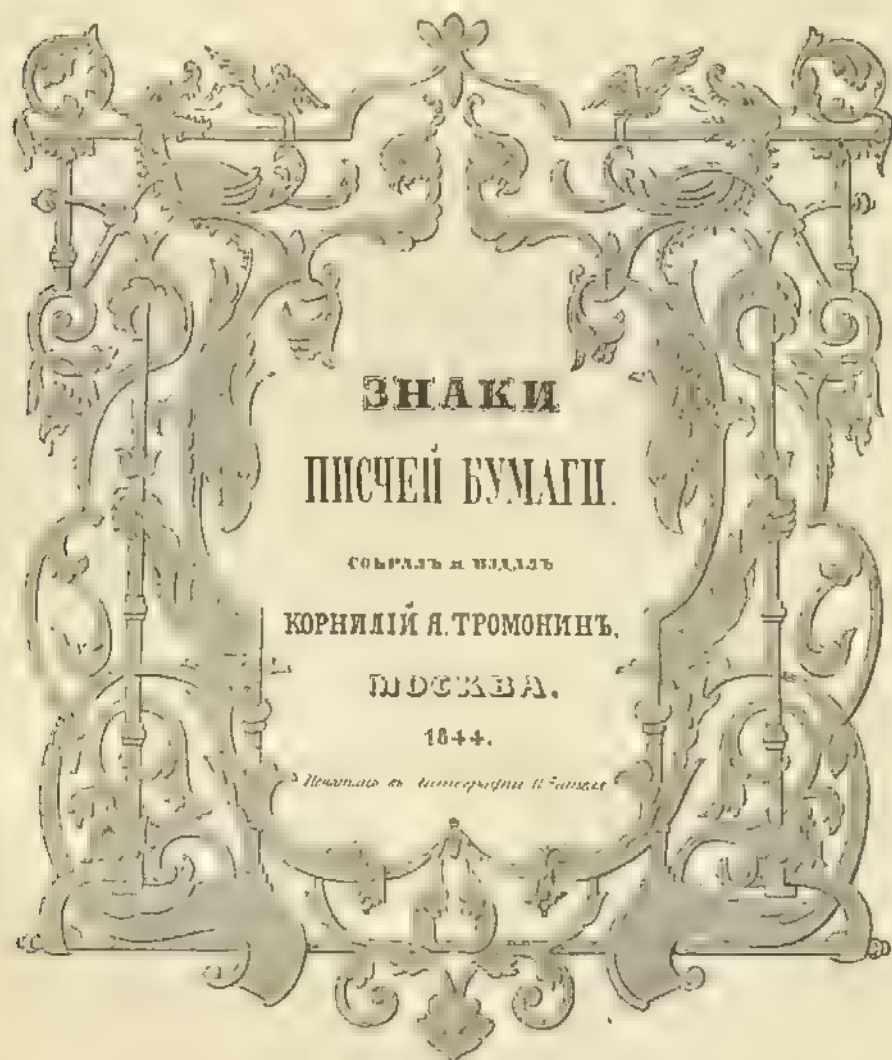 ЗНАКИ
ПИСЧЕЙ БУМАГИ.
СОБРАЛЪ И ИЗДАЛЪ
КОРНИЛІЙ Я. ТРОМОНИНЪ,
МОСКВА.
1844.